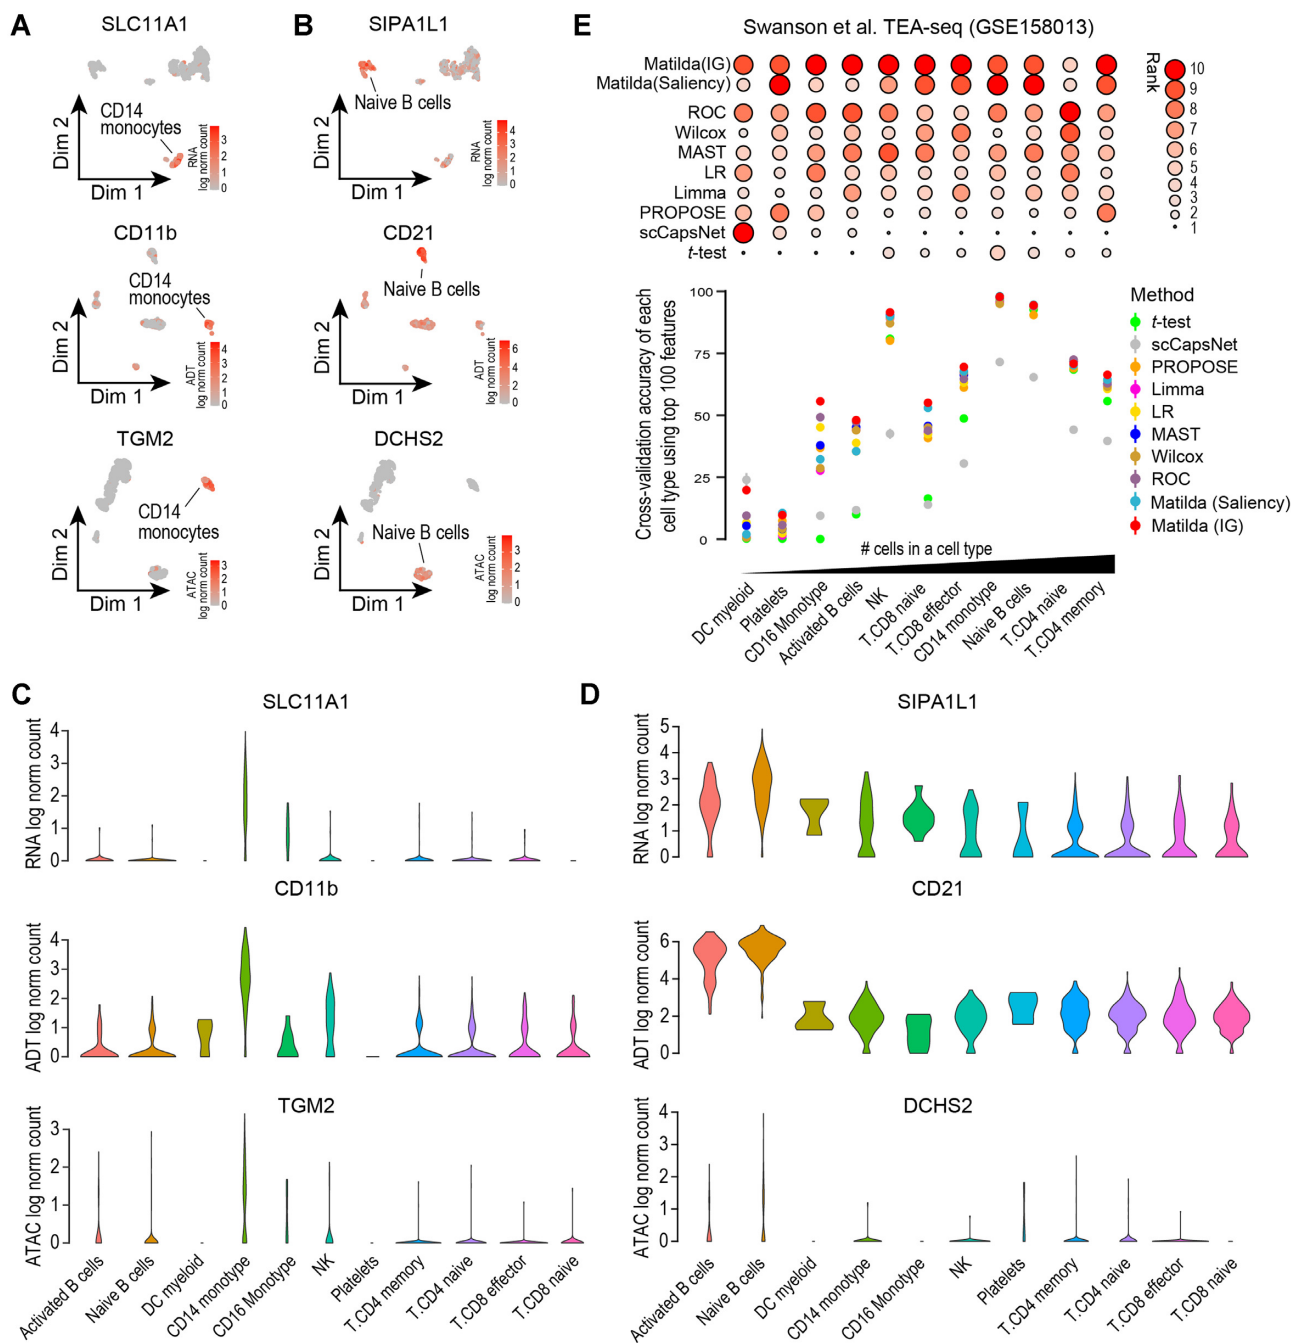 A
SLC11A1
CD14
monocytes
Dim 2
Dim 1
RNA
log norm count
3
2
1
0
CD11b
CD14
monocytes
Dim 2
Dim 1
ADT
log norm count
4
3
2
1
0
TGM2
CD14
monocytes
Dim 2
Dim 1
ATAC
log norm count
3
2
1
0
B
SIPA1L1
Naive B cells
Dim 2
Dim 1
RNA
log norm count
4
3
2
1
0
CD21
Naive B cells
Dim 2
Dim 1
ADT
log norm count
6
4
2
0
DCHS2
Naive B cells
Dim 2
Dim 1
ATAC
log norm count
3
2
1
0
E
Swanson et al. TEA-seq (GSE158013)
Matilda(IG)
Matilda(Saliency)
ROC
Wilcox
MAST
LR
Limma
PROPOSE
scCapsNet
t-test
Rank
10
9
8
7
6
5
4
3
2
1
Cross-validation accuracy of each
cell type using top 100 features
100
75
50
25
0
# cells in a cell type
DC myeloid
Platelets
CD16 Monotype
Activated B cells
NK
T.CD8 naive
T.CD8 effector
CD14 monotype
Naive B cells
T.CD4 naive
T.CD4 memory
Method
t-test
scCapsNet
PROPOSE
Limma
LR
MAST
Wilcox
ROC
Matilda (Saliency)
Matilda (IG)
C
SLC11A1
RNA log norm count
4
3
2
1
0
CD11b
ADT log norm count
4
3
2
1
0
TGM2
ATAC log norm count
3
2
1
0
Activated B cells
Naive B cells
DC myeloid
CD14 monotype
CD16 Monotype
NK
Platelets
T.CD4 memory
T.CD4 naive
T.CD8 effector
T.CD8 naive
D
SIPA1L1
RNA log norm count
5
4
3
2
1
0
CD21
ADT log norm count
6
4
2
0
DCHS2
ATAC log norm count
4
3
2
1
0
Activated B cells
Naive B cells
DC myeloid
CD14 monotype
CD16 Monotype
NK
Platelets
T.CD4 memory
T.CD4 naive
T.CD8 effector
T.CD8 naive